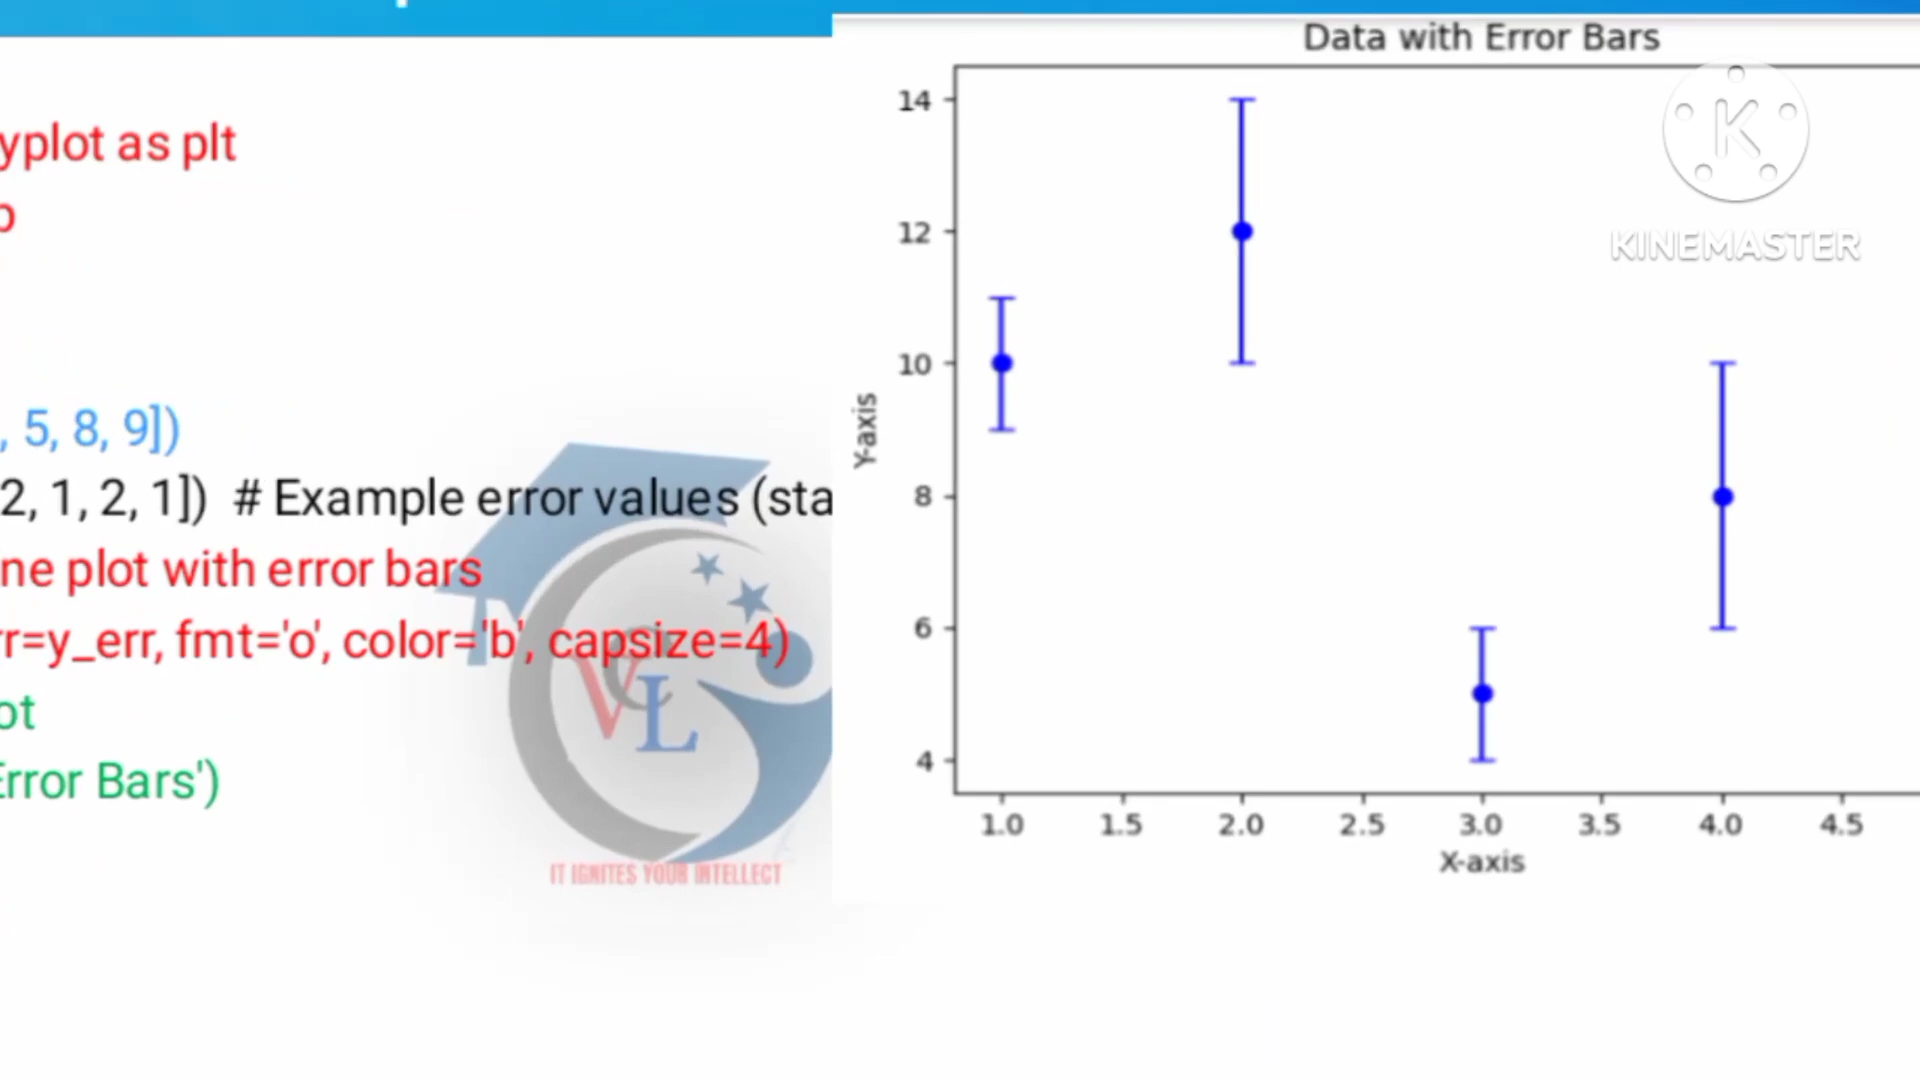 yplot as plt
p
, 5, 8, 9])
2, 1, 2, 1]) # Example error values (sta
ne plot with error bars
rr=y_err, fmt='o', color='b', capsize=4)
ot
Error Bars')
VCL
IT IGNITES YOUR INTELLECT
Data with Error Bars
14
12
10
8
6
4
Y-axis
1.0 1.5 2.0 2.5 3.0 3.5 4.0 4.5
X-axis
K
KINEMASTER